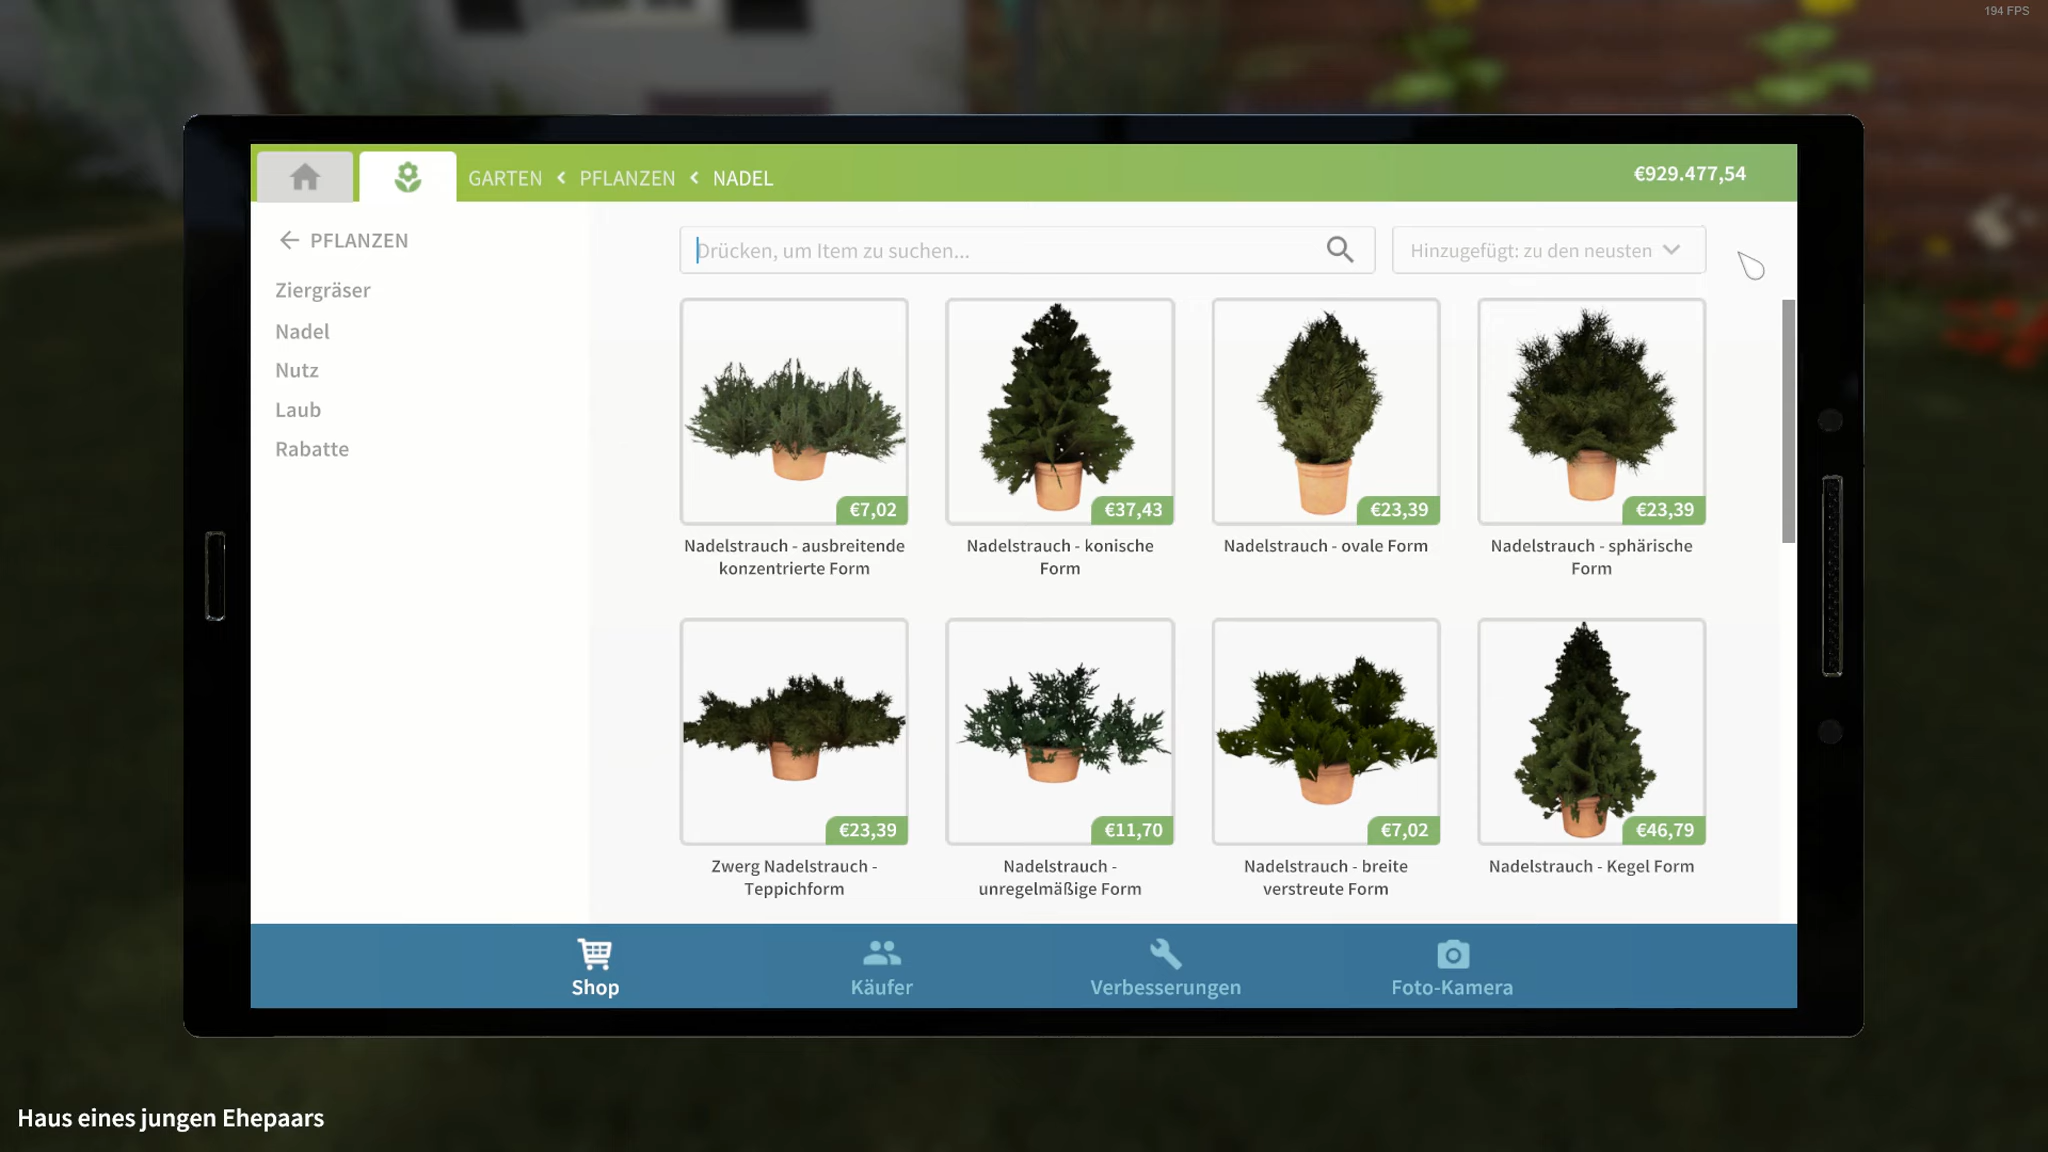 194 FPS
GARTEN < PFLANZEN < NADEL
€929.477,54
PFLANZEN
Ziergräser
Nadel
Nutz
Laub
Rabatte
Drücken, um Item zu suchen...
Hinzugefügt: zu den neusten
€7,02
€37,43
€23,39
€23,39
Nadelstrauch - ausbreitende
konzentrierte Form
Nadelstrauch - konische
Form
Nadelstrauch - ovale Form
Nadelstrauch - sphärische
Form
€23,39
€11,70
€7,02
€46,79
Zwerg Nadelstrauch -
Teppichform
Nadelstrauch -
unregelmäßige Form
Nadelstrauch - breite
verstreute Form
Nadelstrauch - Kegel Form
Shop
Käufer
Verbesserungen
Foto-Kamera
Haus eines jungen Ehepaars